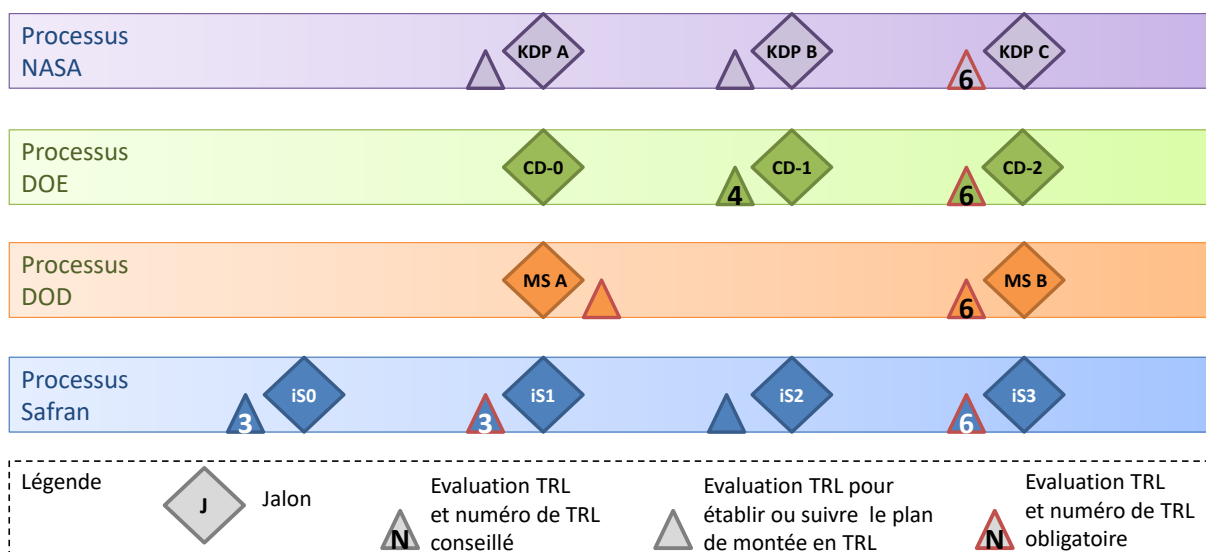 Processus
NASA
KDP A
KDP B
6
KDP C
Processus
DOE
CD-0
4
CD-1
6
CD-2
Processus
DOD
MS A
6
MS B
Processus
Safran
3
iS0
3
iS1
iS2
6
iS3
Légende
J
Jalon
N
Evaluation TRL
et numéro de TRL
conseillé
Evaluation TRL pour
établir ou suivre le plan
de montée en TRL
N
Evaluation TRL
et numéro de TRL
obligatoire